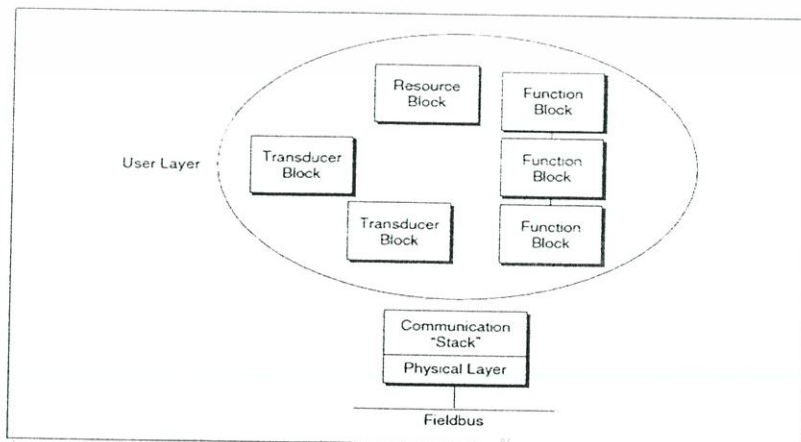 Resource
Block
Function
Block
User Layer
Transducer
Block
Function
Block
Transducer
Block
Function
Block
Communication
"Stack"
Physical Layer
Fieldbus